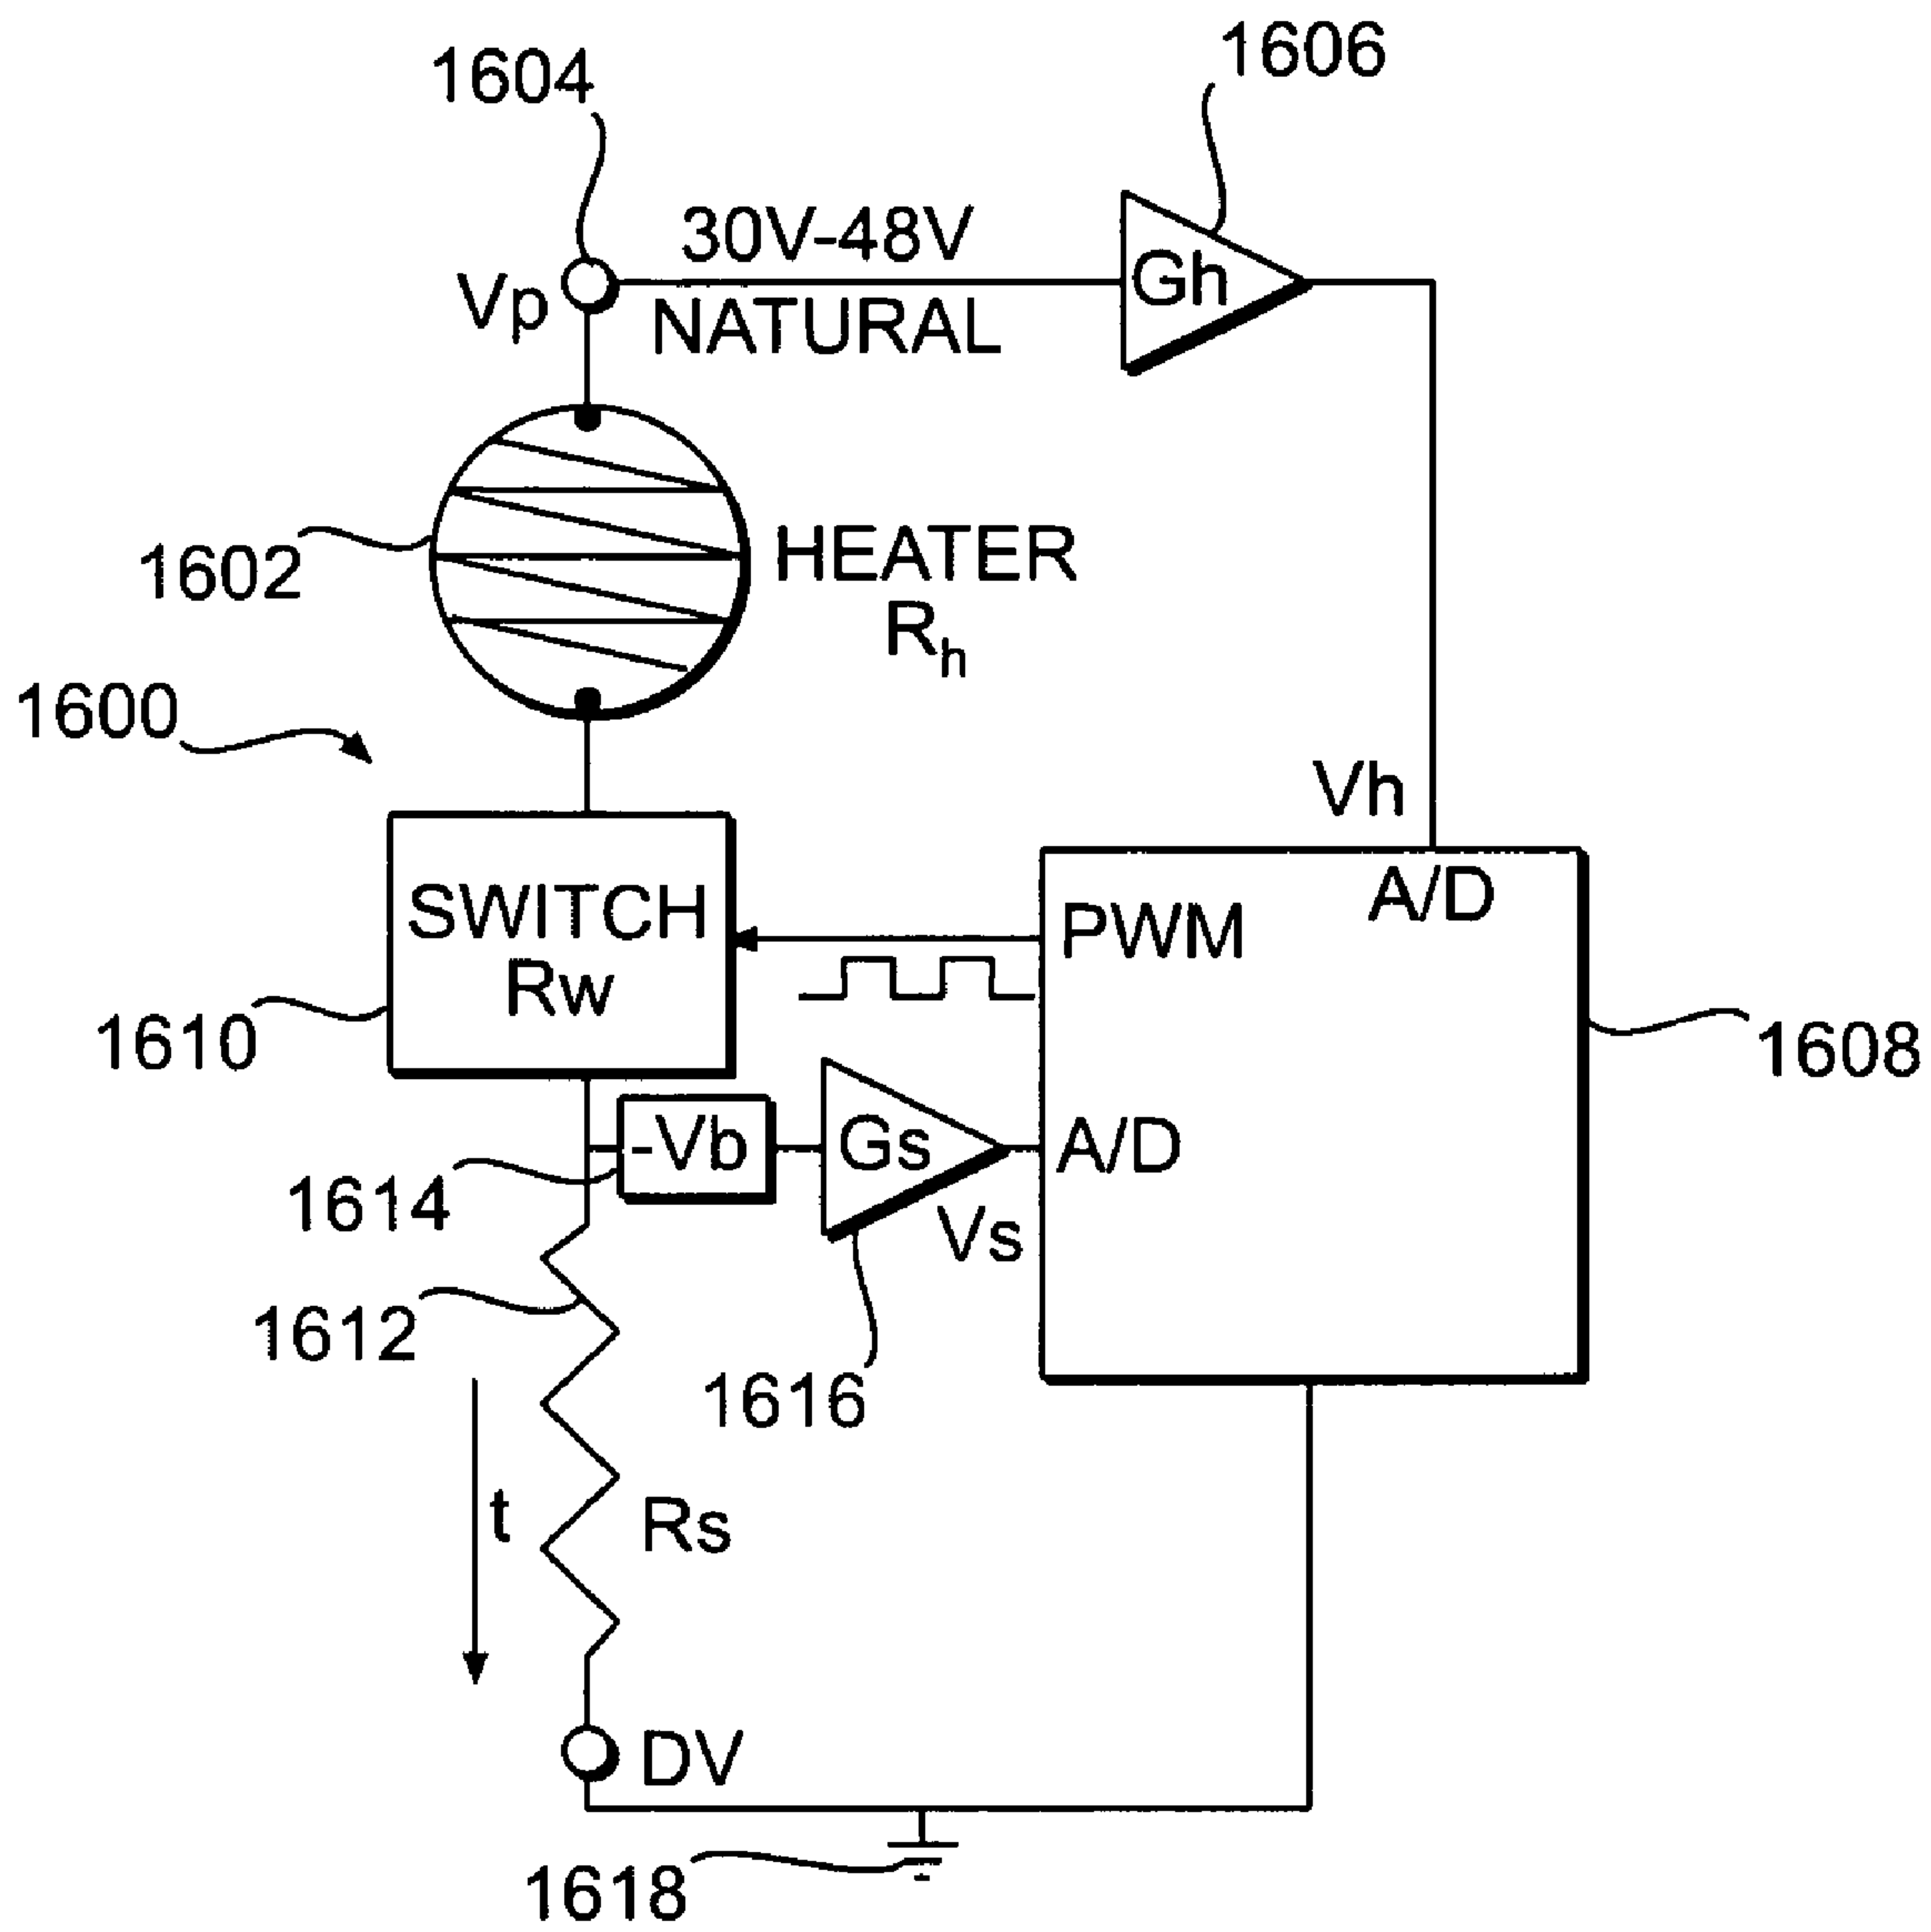 1604
1606
30V-48V
Vp
Gh
NATURAL
1602
HEATER
Rh
1600
Vh
A/D
SWITCH
Rw
PWM
1610
1608
-Vb
Gs
A/D
1614
Vs
1612
1616
t
Rs
DV
1618